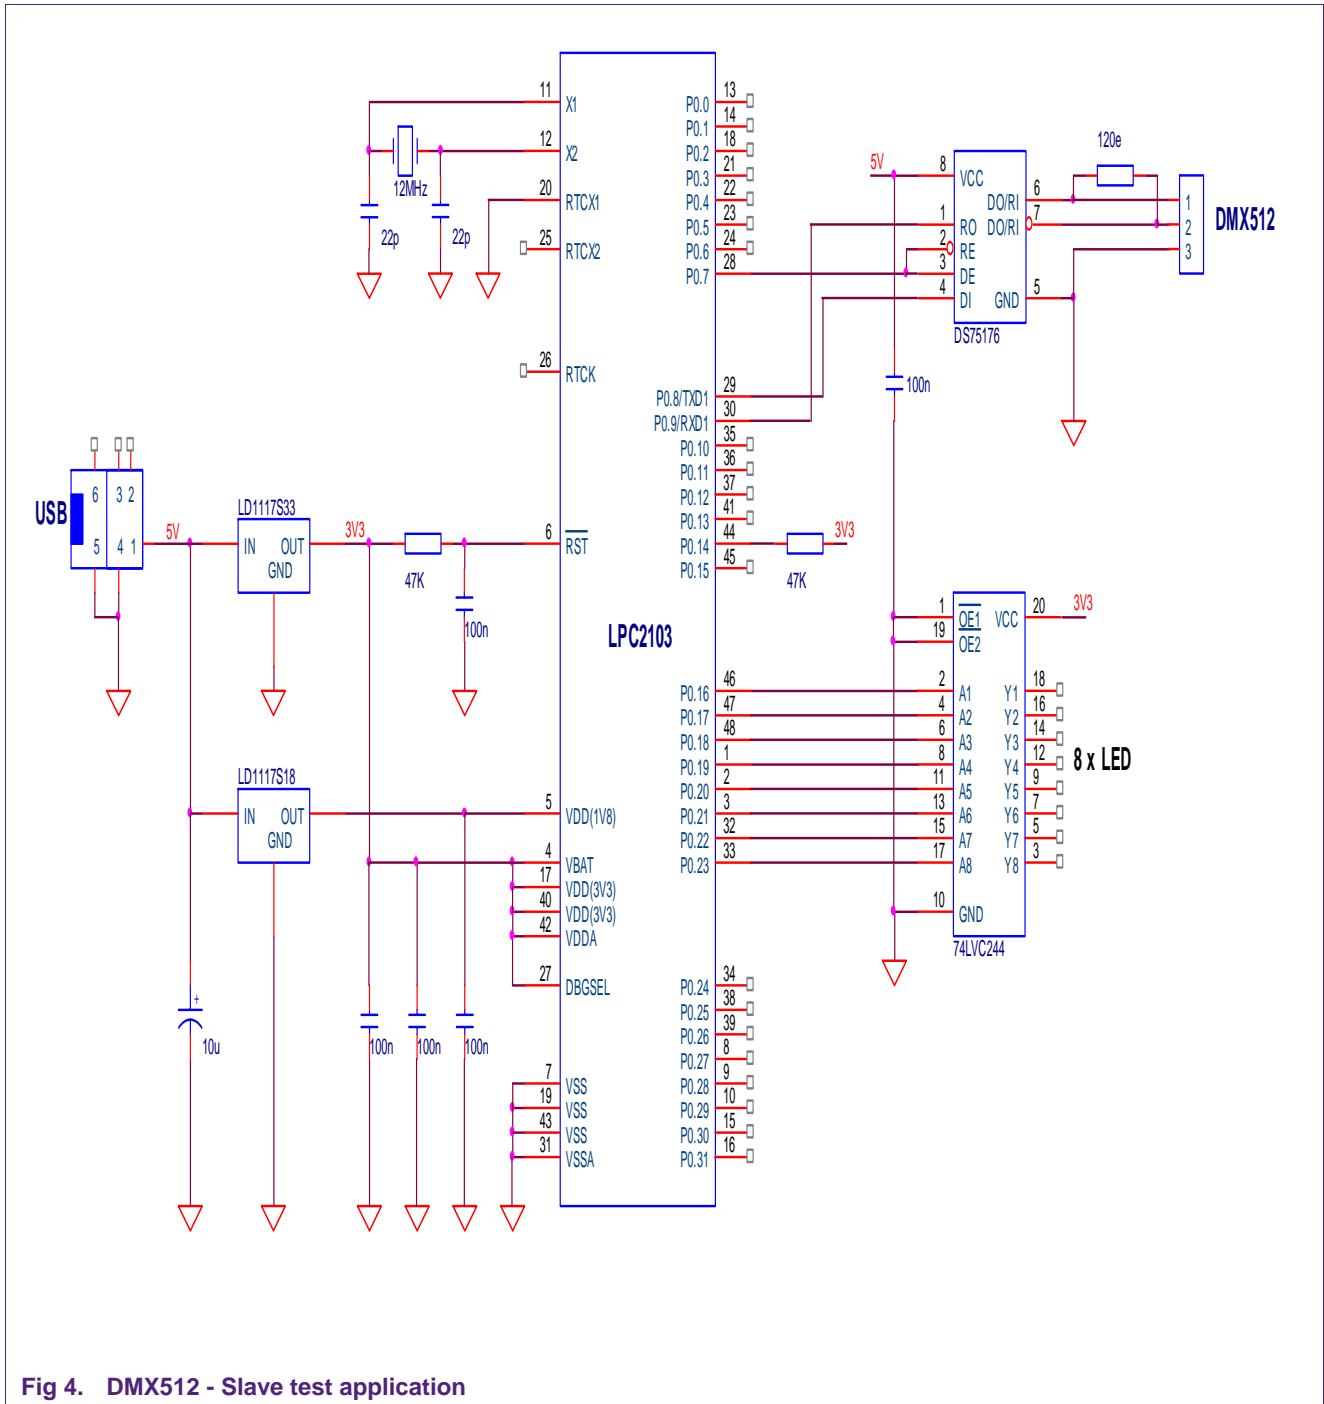 11 X1
12 X2
12MHz
22p 22p
20 RTCX1
25 RTCX2
26 RTCK
USB
6 3 2
5 4 1
5V
LD1117S33
IN OUT
GND
3V3
47K
100n
6 RST
LD1117S18
IN OUT
GND
5 VDD(1V8)
4 VBAT
17 VDD(3V3)
40 VDD(3V3)
42 VDDA
27 DBGSEL
+
10u
100n 100n 100n
7 VSS
19 VSS
43 VSS
31 VSSA
LPC2103
P0.0 13
P0.1 14
P0.2 18
P0.3 21
P0.4 22
P0.5 23
P0.6 24
P0.7 28
P0.8/TXD1 29
P0.9/RXD1 30
P0.10 35
P0.11 36
P0.12 37
P0.13 41
P0.14 44
P0.15 45
47K
3V3
P0.16 46
P0.17 47
P0.18 48
P0.19 1
P0.20 2
P0.21 3
P0.22 32
P0.23 33
P0.24 34
P0.25 38
P0.26 39
P0.27 8
P0.28 9
P0.29 10
P0.30 15
P0.31 16
5V
8 VCC
1 RO
2 RE
3 DE
4 DI
DO/RI 6
DO/RI 7
GND 5
DS75176
120e
1
2
3
DMX512
100n
1 OE1
19 OE2
VCC 20
3V3
2 A1 Y1 18
4 A2 Y2 16
6 A3 Y3 14
8 A4 Y4 12
11 A5 Y5 9
13 A6 Y6 7
15 A7 Y7 5
17 A8 Y8 3
10 GND
74LVC244
8 x LED
Fig 4. DMX512 - Slave test application